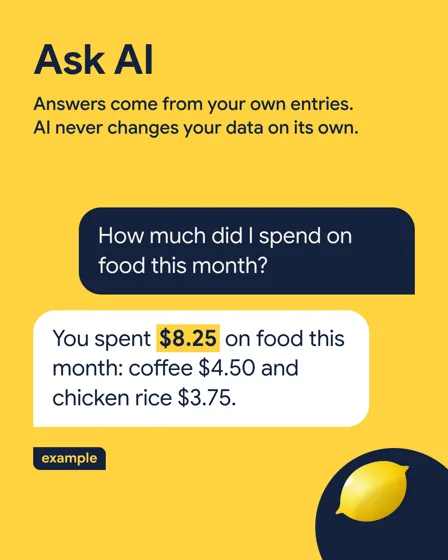 Ask AI
Answers come from your own entries.
AI never changes your data on its own.
How much did I spend on
food this month?
You spent $8.25 on food this
month: coffee $4.50 and
chicken rice $3.75.
example